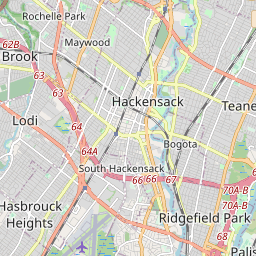 Rochelle Park
62B
Maywood
Brook
63
63
Hackensack
Teane
Lodi
64
64A
Bogota
South Hackensack
66
66
67
70A-B
70A-B
Hasbrouck
Heights
Ridgefield Park
68
Palis